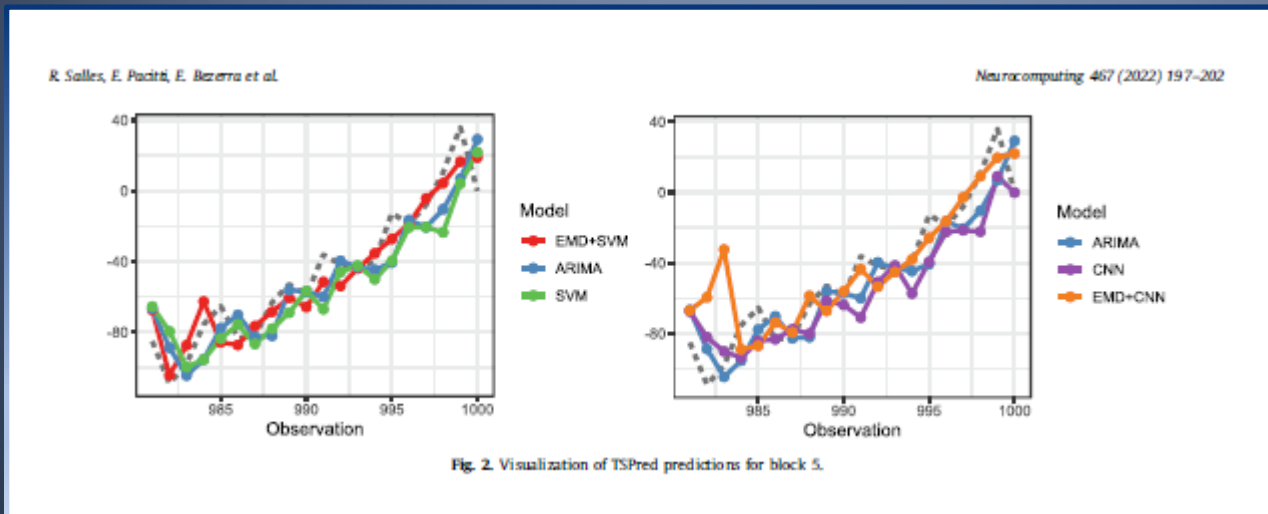 R. Salles, E. Pacitti, E. Bezerra et al.
Neurocomputing 467 (2022) 197–202
40
0
-40
-80
985
990
995
1000
Observation
Model
EMD+SVM
ARIMA
SVM
40
0
-40
-80
985
990
995
1000
Observation
Model
ARIMA
CNN
EMD+CNN
Fig. 2. Visualization of TSPred predictions for block 5.